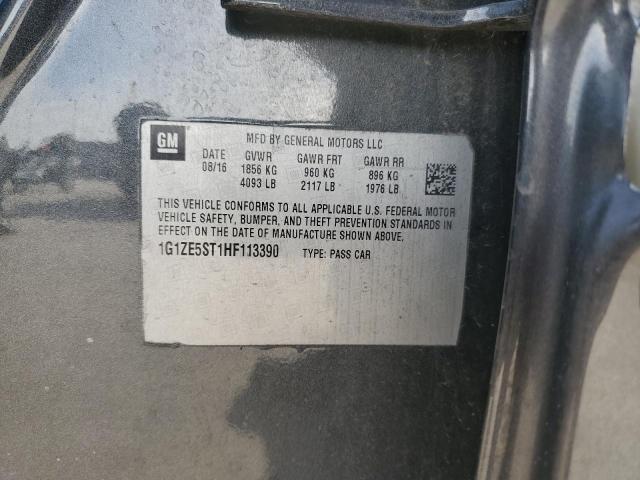 GM
MFD BY GENERAL MOTORS LLC
DATE GVWR GAWR FRT GAWR RR
08/16 1856 KG 960 KG 896 KG
4093 LB 2117 LB 1976 LB
THIS VEHICLE CONFORMS TO ALL APPLICABLE U.S. FEDERAL MOTOR
VEHICLE SAFETY, BUMPER, AND THEFT PREVENTION STANDARDS IN
EFFECT ON THE DATE OF MANUFACTURE SHOWN ABOVE.
1G1ZE5ST1HF113390 TYPE: PASS CAR